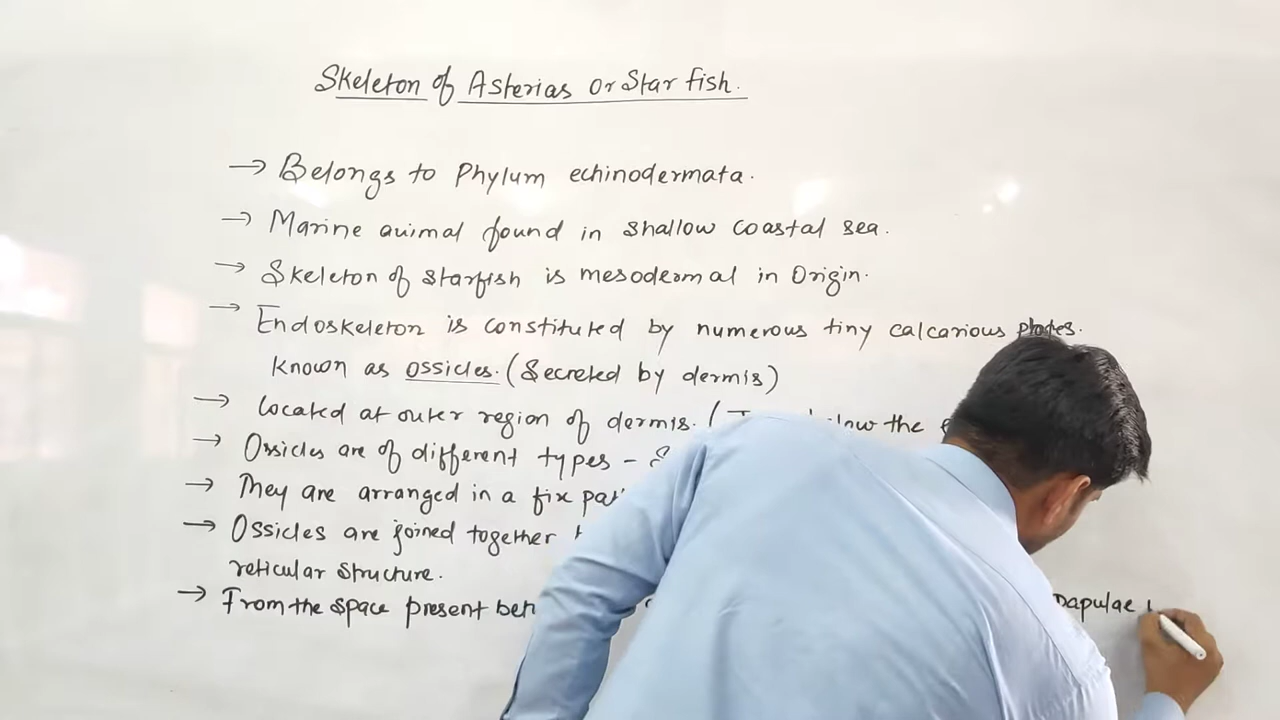 Skeleton of Asterias Or Star fish.
→ Belongs to Phylum echinodermata.
→ Marine animal found in shallow coastal sea.
→ Skeleton of starfish is mesodermal in Origin.
→ Endoskeleton is constituted by numerous tiny calcarious plates.
known as ossicles. (Secreted by dermis)
→ Located at outer region of dermis. ( the
→ Ossicles are of different types -
→ They are arranged in a fix
→ Ossicles are joined together
reticular structure.
→ From the space present papulae